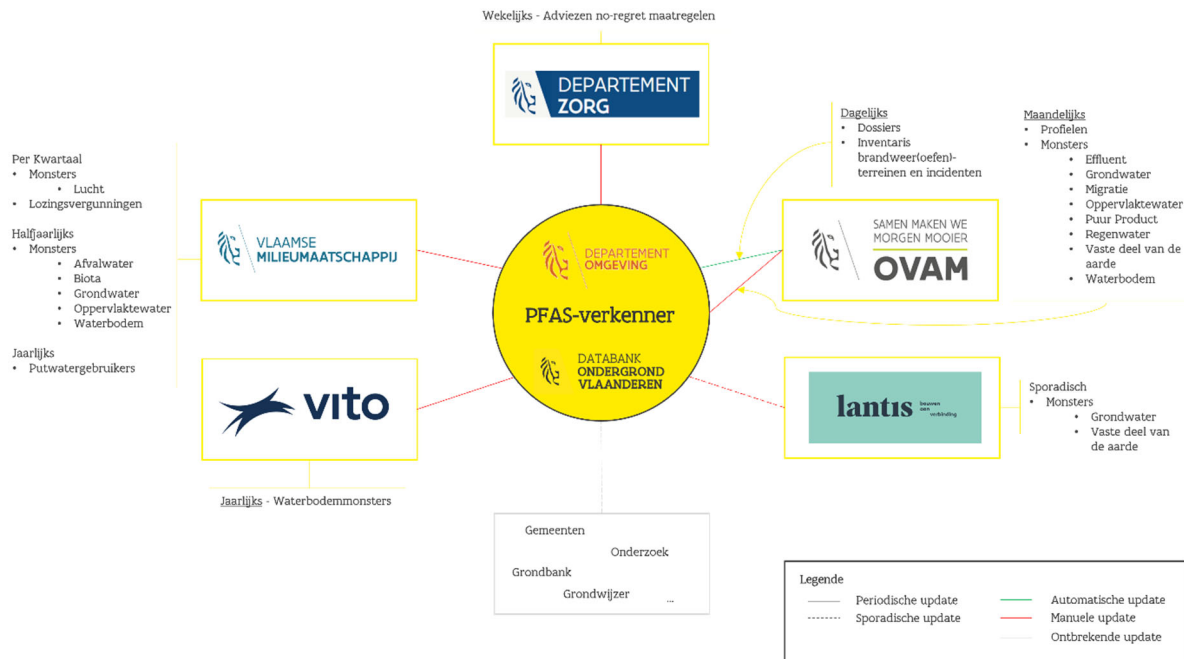 Wekelijks - Adviezen no-regret maatregelen
DEPARTEMENT
ZORG
Dagelijks
• Dossiers
• Inventaris
brandweer(oefen)-
terreinen en incidenten
Maandelijks
• Profielen
• Monsters
• Effluent
• Grondwater
• Migratie
• Oppervlaktewater
• Puur Product
• Regenwater
• Vaste deel van de
aarde
• Waterbodem
Per Kwartaal
• Monsters
• Lucht
• Lozingsvergunningen
Halfjaarlijks
• Monsters
• Afvalwater
• Biota
• Grondwater
• Oppervlaktewater
• Waterbodem
Jaarlijks
• Putwatergebruikers
VLAAMSE
MILIEUMAATSCHAPPIJ
DEPARTEMENT
OMGEVING
PFAS-verkenner
DATABANK
ONDERGROND
VLAANDEREN
SAMEN MAKEN WE
MORGEN MOOIER
OVAM
vito
Jaarlijks - Waterbodemmonsters
lantis
bouwen
aan
verbinding
Sporadisch
• Monsters
• Grondwater
• Vaste deel van
de aarde
Gemeenten
Onderzoek
Grondbank
Grondwijzer
...
Legende
Periodische update
Sporadische update
Automatische update
Manuele update
Ontbrekende update